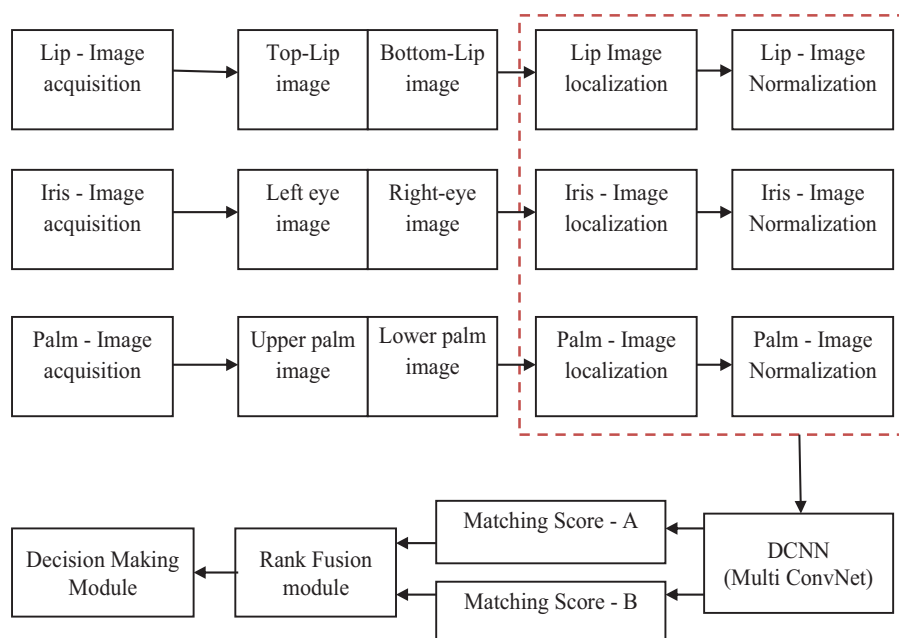 Lip - Image
acquisition
Top-Lip
image
Bottom-Lip
image
Lip Image
localization
Lip - Image
Normalization
Iris - Image
acquisition
Left eye
image
Right-eye
image
Iris - Image
localization
Iris - Image
Normalization
Palm - Image
acquisition
Upper palm
image
Lower palm
image
Palm - Image
localization
Palm - Image
Normalization
Decision Making
Module
Rank Fusion
module
Matching Score - A
Matching Score - B
DCNN
(Multi ConvNet)